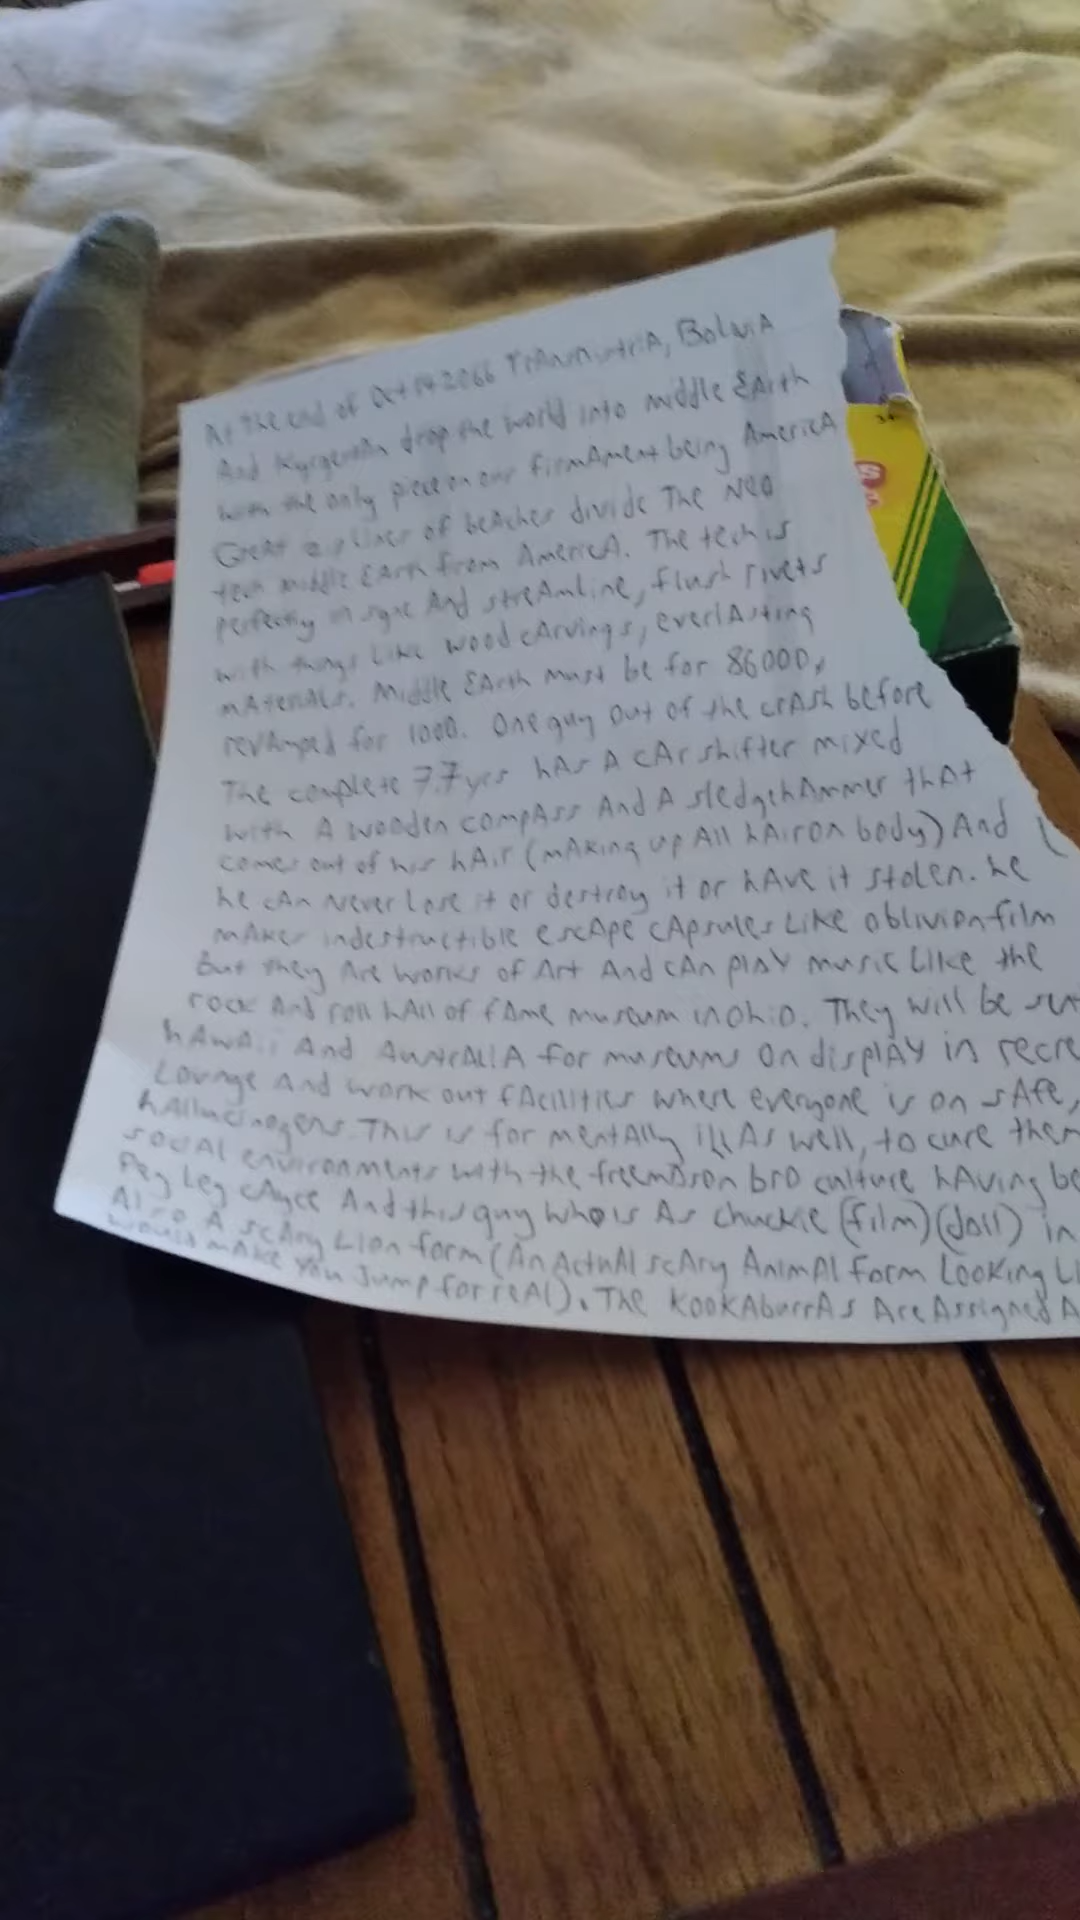 At the end of Oct 14 2066 Transnistria, Bolivia
And drop the world into middle EArth
with the only piece on our firmAment being AmericA
GreAt lines of beAches divide The Neo
tech middle EArth from AmericA. The tech is
perfectly in sync And streAmline, flush rivets
with things Like wood cArvings, everlAsting
mAteriALs. Middle EArth must be for 86000,
revAmped for 1000. One guy out of the crAsh before
The complete 7.7 yrs hAs A cAr shifter mixed
with A wooden compAss And A sledgehAmmer thAt
comes out of his hAir (mAking up All hAir on body) And
he cAn Never Lose it or destroy it or hAve it stolen. he
mAkes indestructible escApe cApsules Like oblivion film
But they Are works of Art And cAn plAy music Like the
rock And roll hAll of fAme museum in Ohio. They will be sent
hAwAii And AustrALiA for museums On displAy in recre
Lounge And work out fAcilities where everyone is on sAfe,
hAllucinogens. This is for mentAlly ill As well, to cure them
sociAl environments with the freemAson bro culture hAving be
Peg Leg cAyce And this guy who is As Chuckie (film) (doll) in
Also A scAry Lion form (An ActuAl scAry AnimAl form Looking Li
would mAke you Jump for reAl). The KookAburrAs Are Assigned A